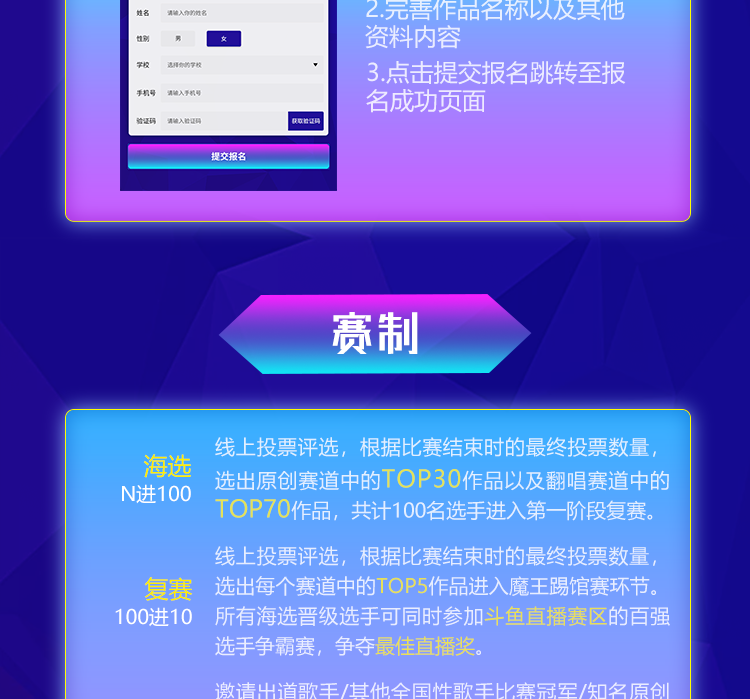 姓名 请输入你的姓名
性别 男 女
学校 选择你的学校
手机号 请输入手机号
验证码 请输入验证码 获取验证码
提交报名
2.完善作品名称以及其他
资料内容
3.点击提交报名跳转至报
名成功页面
赛制
海选
N进100
线上投票评选，根据比赛结束时的最终投票数量，
选出原创赛道中的TOP30作品以及翻唱赛道中的
TOP70作品，共计100名选手进入第一阶段复赛。
复赛
100进10
线上投票评选，根据比赛结束时的最终投票数量，
选出每个赛道中的TOP5作品进入魔王踢馆赛环节。
所有海选晋级选手可同时参加斗鱼直播赛区的百强
选手争霸赛，争夺最佳直播奖。
邀请出道歌手/其他全国性歌手比赛冠军/知名原创